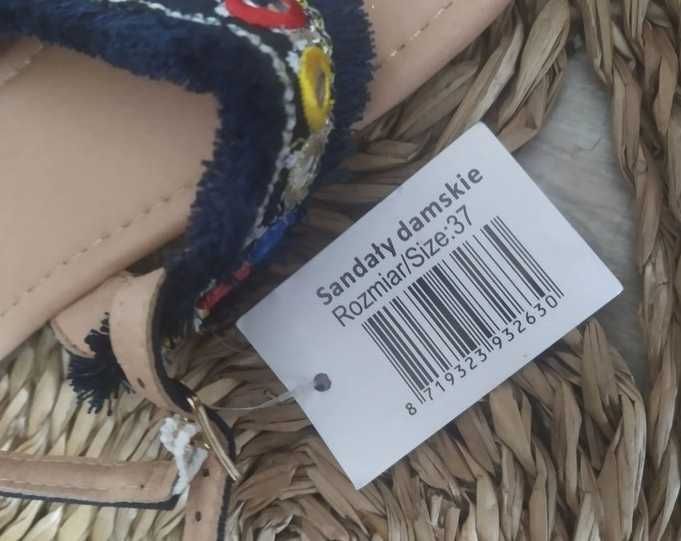 Sandały damskie
Rozmiar/Size:37
8 719323 932630